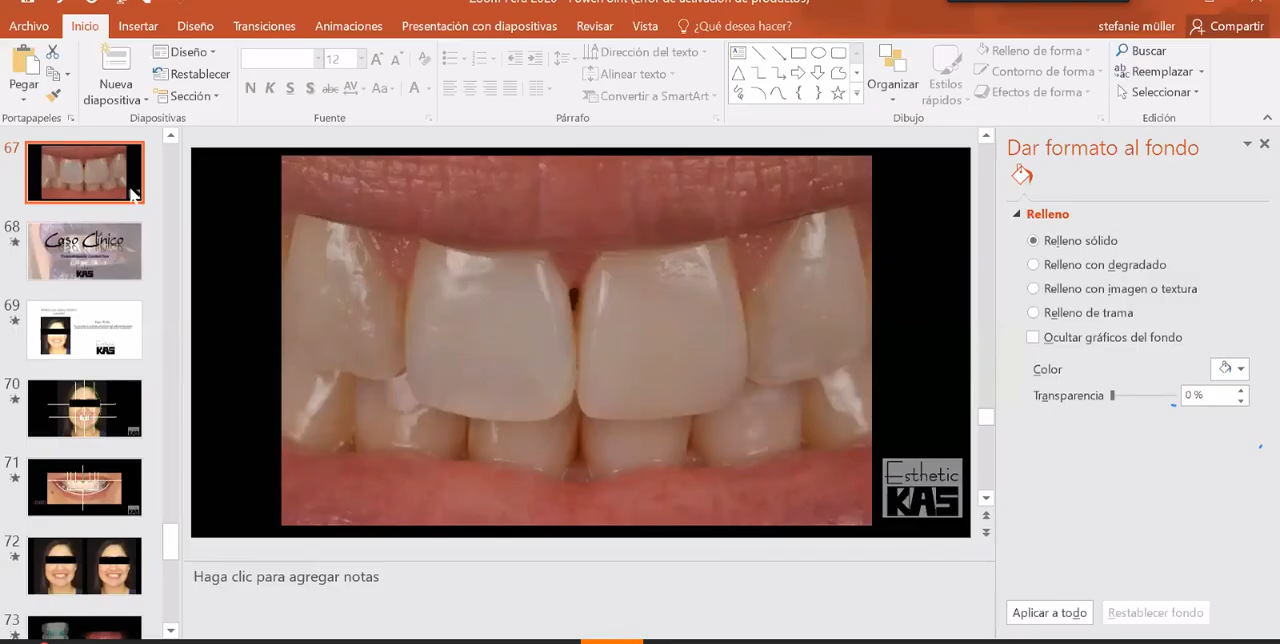 Archivo Inicio Insertar Diseño Transiciones Animaciones Presentación con diapositivas Revisar Vista ¿Qué desea hacer? stefanie müller Compartir
Pegar
Portapapeles
Nueva
diapositiva
Diseño
Restablecer
Sección
Diapositivas
12
N K S S abc AV Aa A
Fuente
Dirección del texto
Alinear texto
Convertir a SmartArt
Párrafo
Organizar
Estilos
rápidos
Relleno de forma
Contorno de forma
Efectos de forma
Dibujo
Buscar
Reemplazar
Seleccionar
Edición
67
68
Caso Clínico
KAS
69
KAS
70
71
72
73
Esthetic
KAS
Haga clic para agregar notas
Dar formato al fondo
Relleno
Relleno sólido
Relleno con degradado
Relleno con imagen o textura
Relleno de trama
Ocultar gráficos del fondo
Color
Transparencia 0 %
Aplicar a todo Restablecer fondo